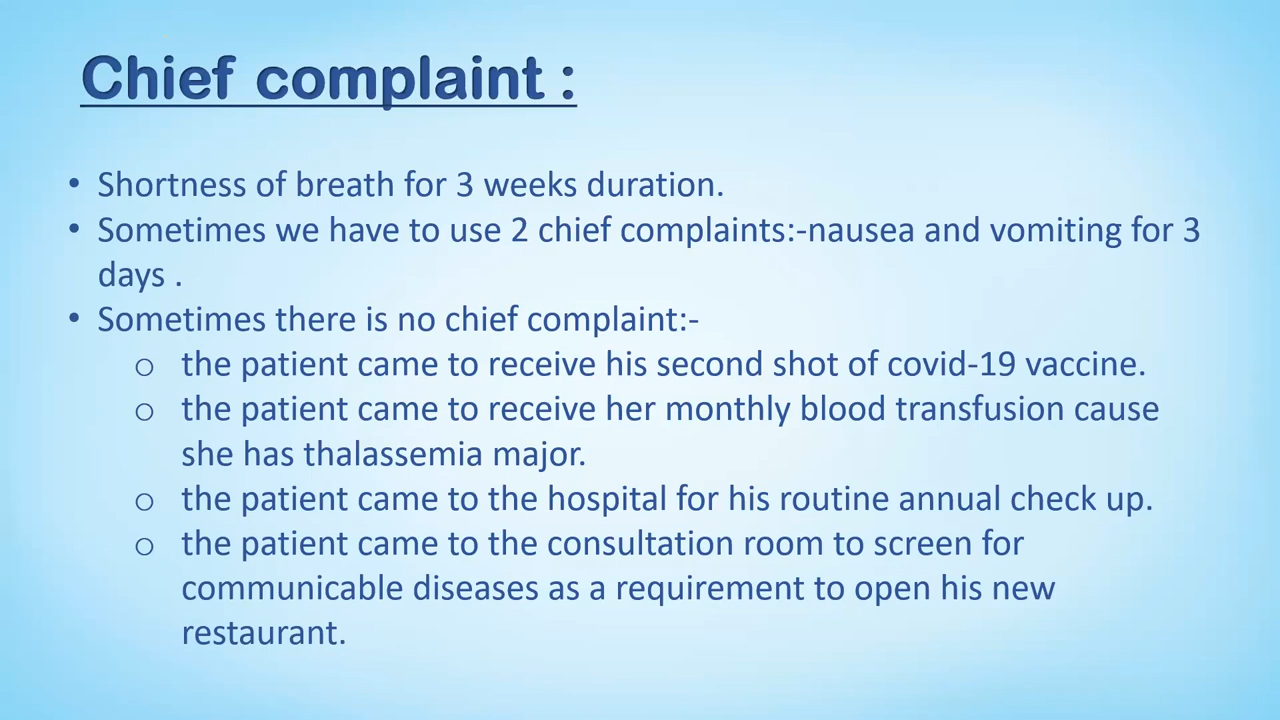 Chief complaint :
• Shortness of breath for 3 weeks duration.
• Sometimes we have to use 2 chief complaints:-nausea and vomiting for 3
days .
• Sometimes there is no chief complaint:-
o the patient came to receive his second shot of covid-19 vaccine.
o the patient came to receive her monthly blood transfusion cause
she has thalassemia major.
o the patient came to the hospital for his routine annual check up.
o the patient came to the consultation room to screen for
communicable diseases as a requirement to open his new
restaurant.